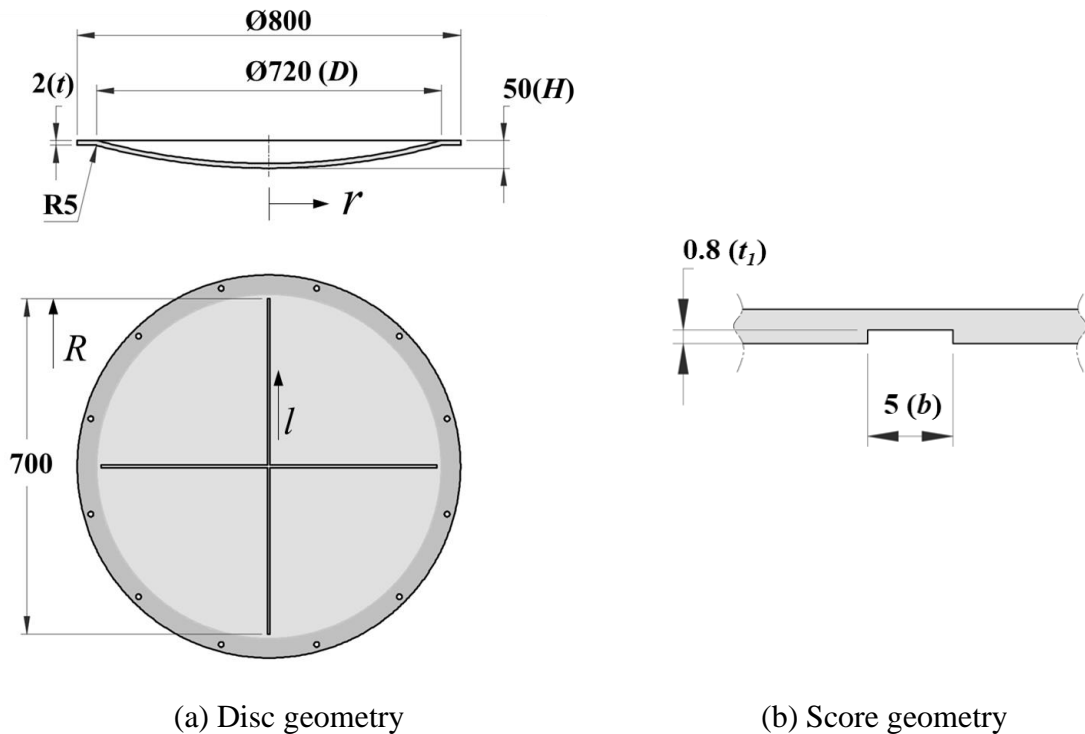 Ø800
Ø720 (D)
2(t)
50(H)
R5
r
0.8 (t₁)
R
l
700
5 (b)
(a) Disc geometry
(b) Score geometry